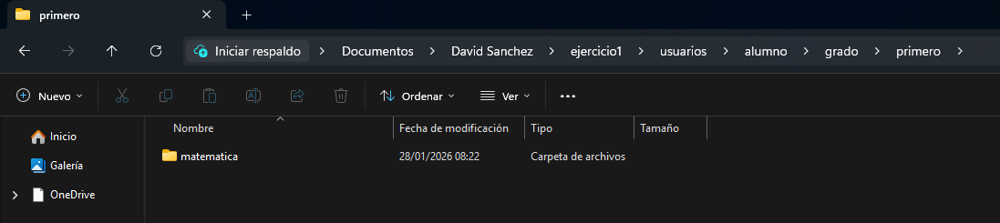 primero
Iniciar respaldo > Documentos > David Sanchez > ejercicio1 > usuarios > alumno > grado > primero >
Nuevo Ordenar Ver ...
Nombre Fecha de modificación Tipo Tamaño
Inicio
matematica 28/01/2026 08:22 Carpeta de archivos
Galería
OneDrive